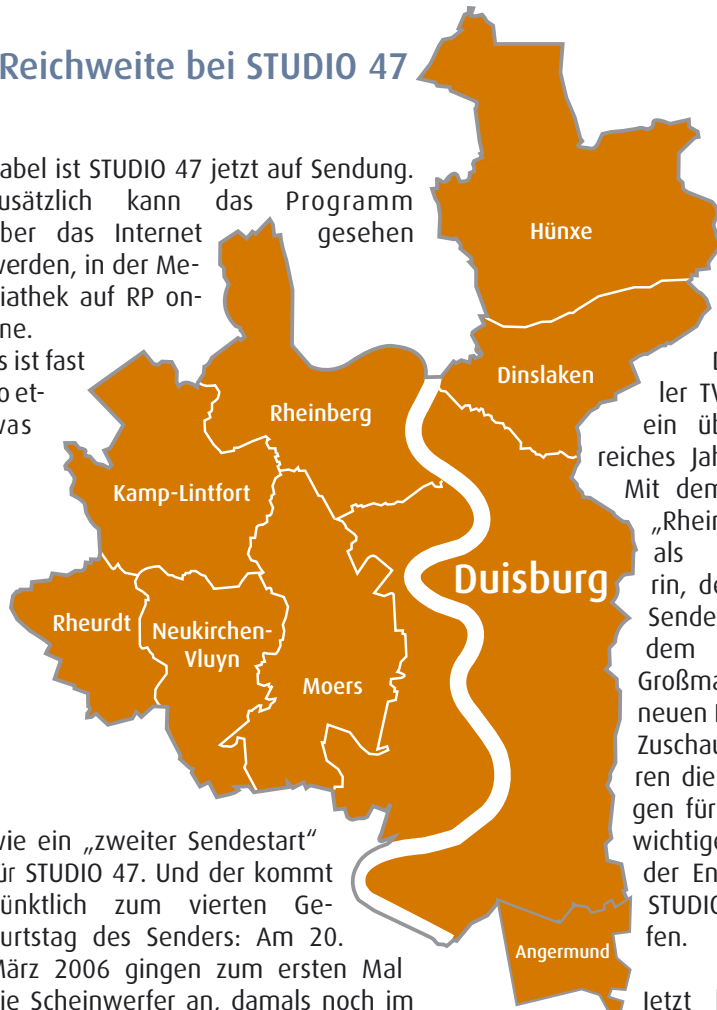 Reichweite bei STUDIO 47
abel ist STUDIO 47 jetzt auf Sendung.
usätzlich kann das Programm
ber das Internet gesehen
werden, in der Me-
iathek auf RP on-
ne.
s ist fast
o et-
was
wie ein „zweiter Sendestart“
ür STUDIO 47. Und der kommt
ünktlich zum vierten Ge-
urtstag des Senders: Am 20.
März 2006 gingen zum ersten Mal
ie Scheinwerfer an, damals noch im
Hünxe
Dinslaken
Rheinberg
Kamp-Lintfort
Duisburg
Rheurdt
Neukirchen-
Vluyn
Moers
Angermund
ler TV
ein üb
reiches Jah
Mit dem
„Rhein
als
rin, de
Sende
dem
Großma
neuen
Zuschau
ren die
gen für
wichtige
der En
STUDIO
fen.
Jetzt